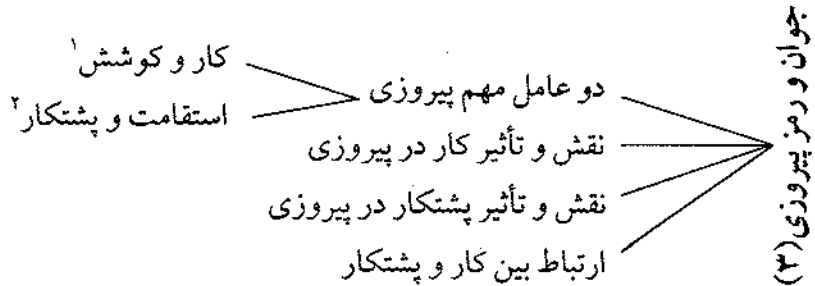 جوان و رمز پیروزی (۳)
دو عامل مهم پیروزی
کار و کوشش۱
استقامت و پشتکار۲
نقش و تأثیر کار در پیروزی
نقش و تأثیر پشتکار در پیروزی
ارتباط بین کار و پشتکار